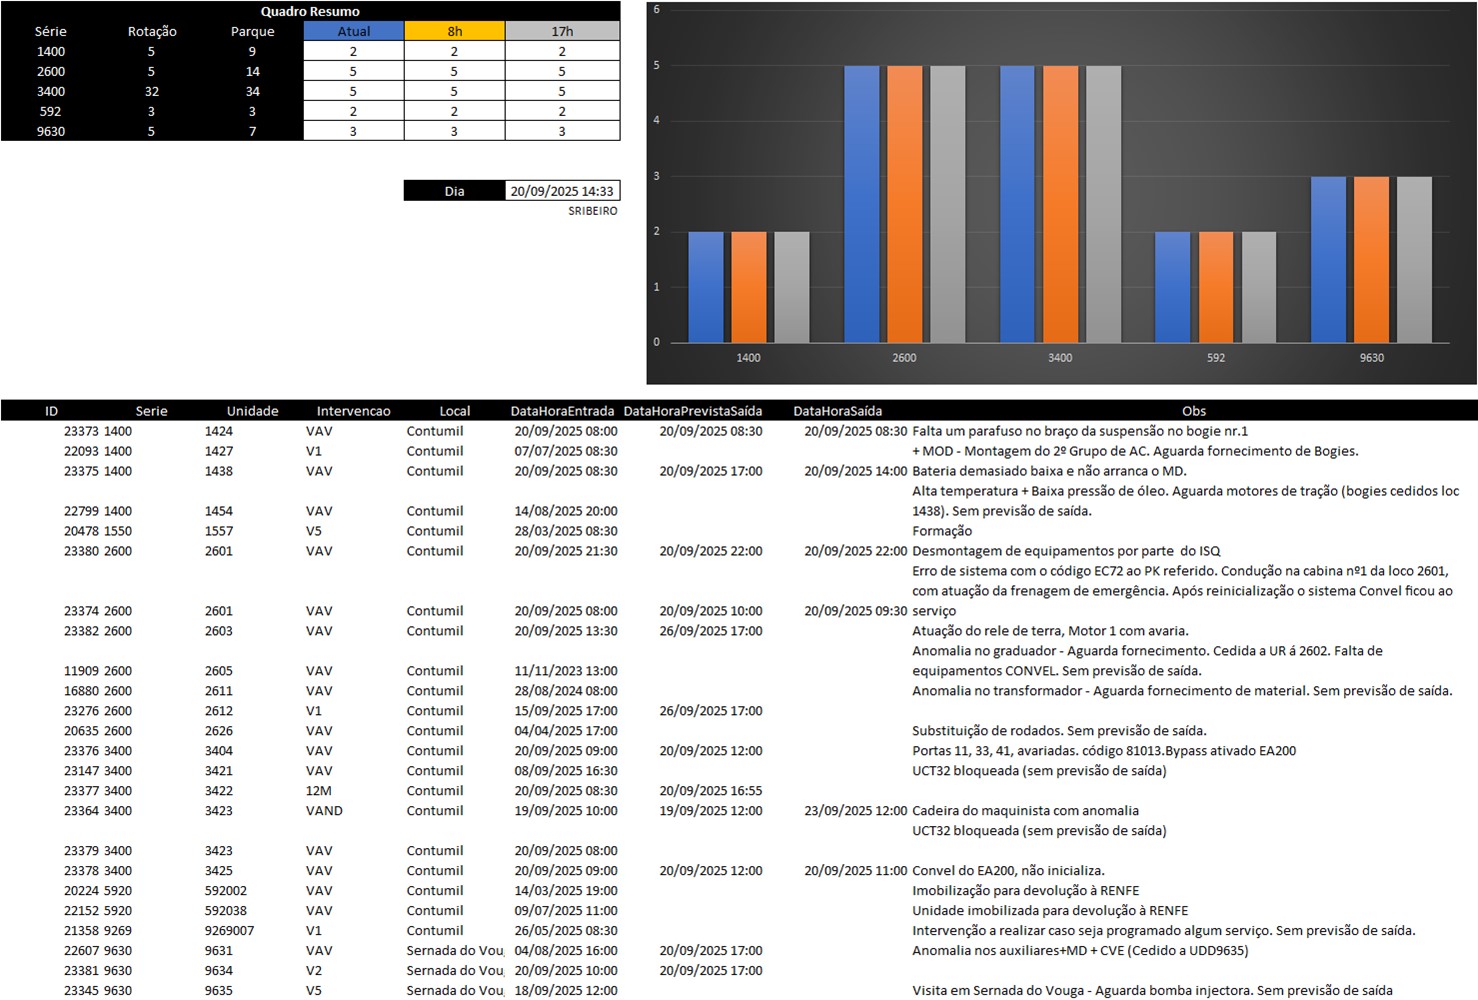 Quadro Resumo
Série Rotação Parque Atual 8h 17h
1400 5 9 2 2 2
2600 5 14 5 5 5
3400 32 34 5 5 5
592 3 3 2 2 2
9630 5 7 3 3 3
Dia 20/09/2025 14:33
SRIBEIRO
6
5
4
3
2
1
0
1400 2600 3400 592 9630
ID Serie Unidade Intervencao Local DataHoraEntrada DataHoraPrevistaSaída DataHoraSaída Obs
23373 1400 1424 VAV Contumil 20/09/2025 08:00 20/09/2025 08:30 20/09/2025 08:30 Falta um parafuso no braço da suspensão no bogie nr.1
22093 1400 1427 V1 Contumil 07/07/2025 08:30 + MOD - Montagem do 2º Grupo de AC. Aguarda fornecimento de Bogies.
23375 1400 1438 VAV Contumil 20/09/2025 08:30 20/09/2025 17:00 20/09/2025 14:00 Bateria demasiado baixa e não arranca o MD.
Alta temperatura + Baixa pressão de óleo. Aguarda motores de tração (bogies cedidos loc
22799 1400 1454 VAV Contumil 14/08/2025 20:00 1438). Sem previsão de saída.
20478 1550 1557 V5 Contumil 28/03/2025 08:30 Formação
23380 2600 2601 VAV Contumil 20/09/2025 21:30 20/09/2025 22:00 20/09/2025 22:00 Desmontagem de equipamentos por parte  do ISQ
Erro de sistema com o código EC72 ao PK referido. Condução na cabina nº1 da loco 2601,
com atuação da frenagem de emergência. Após reinicialização o sistema Convel ficou ao
23374 2600 2601 VAV Contumil 20/09/2025 08:00 20/09/2025 10:00 20/09/2025 09:30 serviço
23382 2600 2603 VAV Contumil 20/09/2025 13:30 26/09/2025 17:00 Atuação do rele de terra, Motor 1 com avaria.
Anomalia no graduador - Aguarda fornecimento. Cedida a UR á 2602. Falta de
11909 2600 2605 VAV Contumil 11/11/2023 13:00 equipamentos CONVEL. Sem previsão de saída.
16880 2600 2611 VAV Contumil 28/08/2024 08:00 Anomalia no transformador - Aguarda fornecimento de material. Sem previsão de saída.
23276 2600 2612 V1 Contumil 15/09/2025 17:00 26/09/2025 17:00
20635 2600 2626 VAV Contumil 04/04/2025 17:00 Substituição de rodados. Sem previsão de saída.
23376 3400 3404 VAV Contumil 20/09/2025 09:00 20/09/2025 12:00 Portas 11, 33, 41, avariadas. código 81013.Bypass ativado EA200
23147 3400 3421 VAV Contumil 08/09/2025 16:30 UCT32 bloqueada (sem previsão de saída)
23377 3400 3422 12M Contumil 20/09/2025 08:30 20/09/2025 16:55
23364 3400 3423 VAND Contumil 19/09/2025 10:00 19/09/2025 12:00 23/09/2025 12:00 Cadeira do maquinista com anomalia
UCT32 bloqueada (sem previsão de saída)
23379 3400 3423 VAV Contumil 20/09/2025 08:00
23378 3400 3425 VAV Contumil 20/09/2025 09:00 20/09/2025 12:00 20/09/2025 11:00 Convel do EA200, não inicializa.
20224 5920 592002 VAV Contumil 14/03/2025 19:00 Imobilização para devolução à RENFE
22152 5920 592038 VAV Contumil 09/07/2025 11:00 Unidade imobilizada para devolução à RENFE
21358 9269 9269007 V1 Contumil 26/05/2025 08:30 Intervenção a realizar caso seja programado algum serviço. Sem previsão de saída.
22607 9630 9631 VAV Sernada do Voug 04/08/2025 16:00 20/09/2025 17:00 Anomalia nos auxiliares+MD + CVE (Cedido a UDD9635)
23381 9630 9634 V2 Sernada do Voug 20/09/2025 10:00 20/09/2025 17:00
23345 9630 9635 V5 Sernada do Voug 18/09/2025 12:00 Visita em Sernada do Vouga - Aguarda bomba injectora. Sem previsão de saída